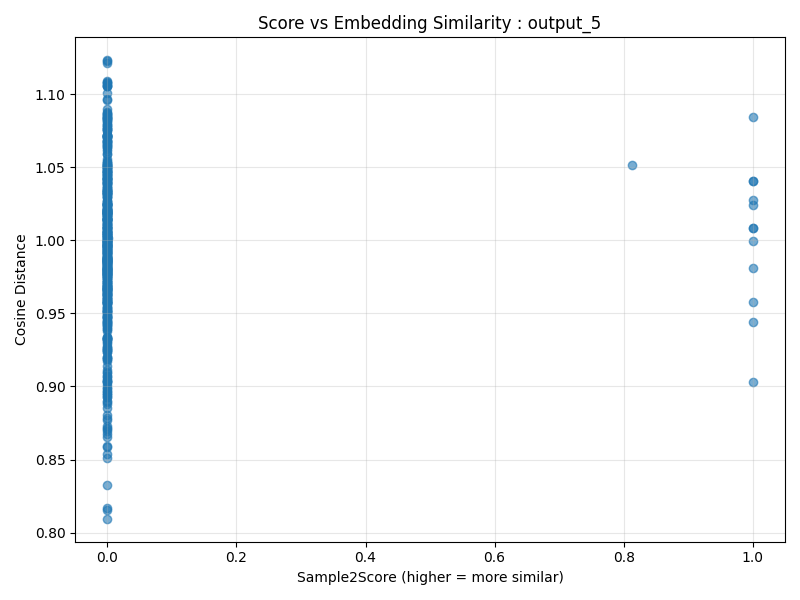 Score vs Embedding Similarity : output_5
Cosine Distance
1.10
1.05
1.00
0.95
0.90
0.85
0.80
0.0 0.2 0.4 0.6 0.8 1.0
Sample2Score (higher = more similar)